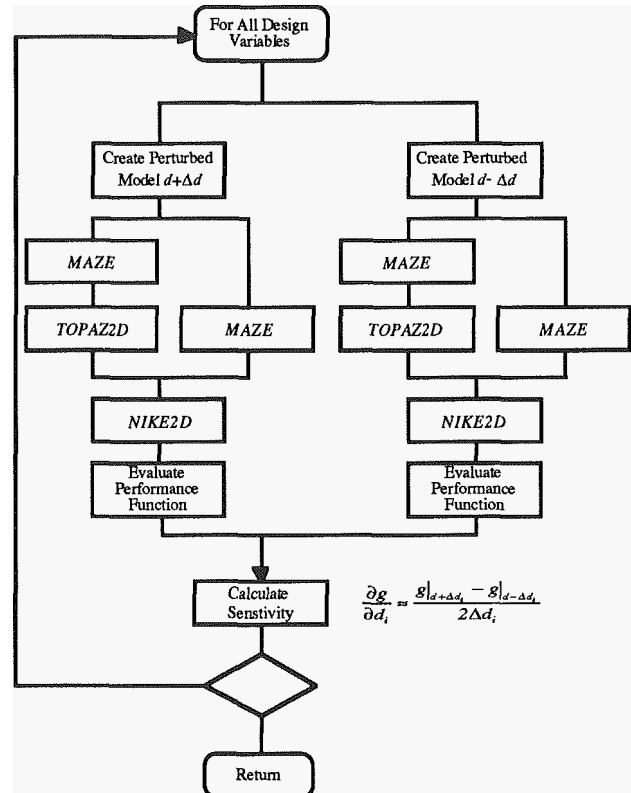 For All Design
Variables
Create Perturbed
Model d+Δd
Create Perturbed
Model d- Δd
MAZE
MAZE
TOPAZ2D
MAZE
TOPAZ2D
MAZE
NIKE2D
NIKE2D
Evaluate
Performance
Function
Evaluate
Performance
Function
Calculate
Senstivity
∂g/∂d_i ≈ (g|_{d+Δd_i} − g|_{d−Δd_i})/(2Δd_i)
Return